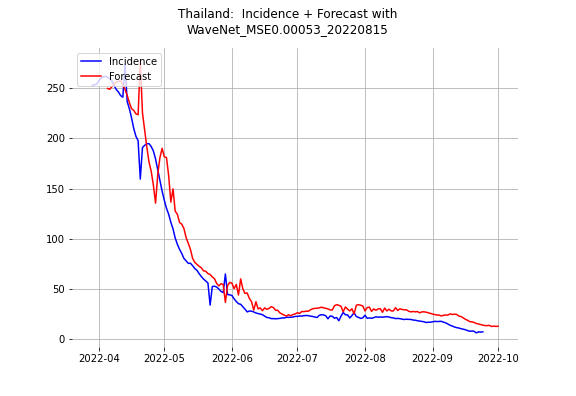 Thailand:  Incidence + Forecast with
WaveNet_MSE0.00053_20220815
Incidence
Forecast
250
200
150
100
50
0
2022-04 2022-05 2022-06 2022-07 2022-08 2022-09 2022-10